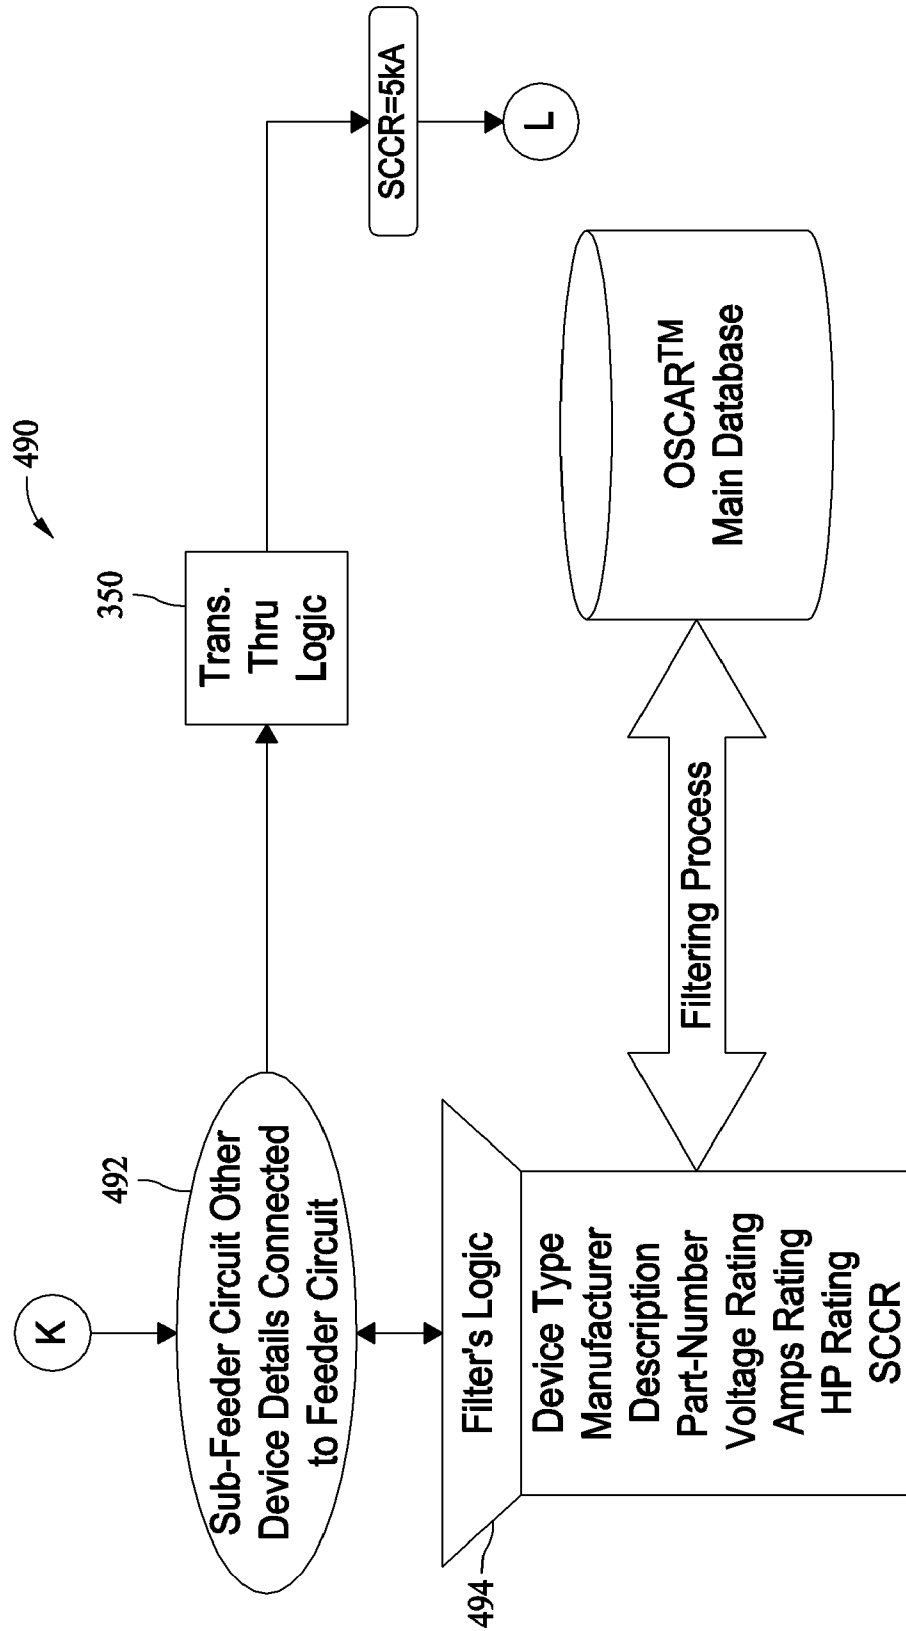 490
K
492
Sub-Feeder Circuit Other
Device Details Connected
to Feeder Circuit
350
Trans.
Thru
Logic
SCCR=5kA
L
494
Filter's Logic
Device Type
Manufacturer
Description
Part-Number
Voltage Rating
Amps Rating
HP Rating
SCCR
Filtering Process
OSCAR™
Main Database